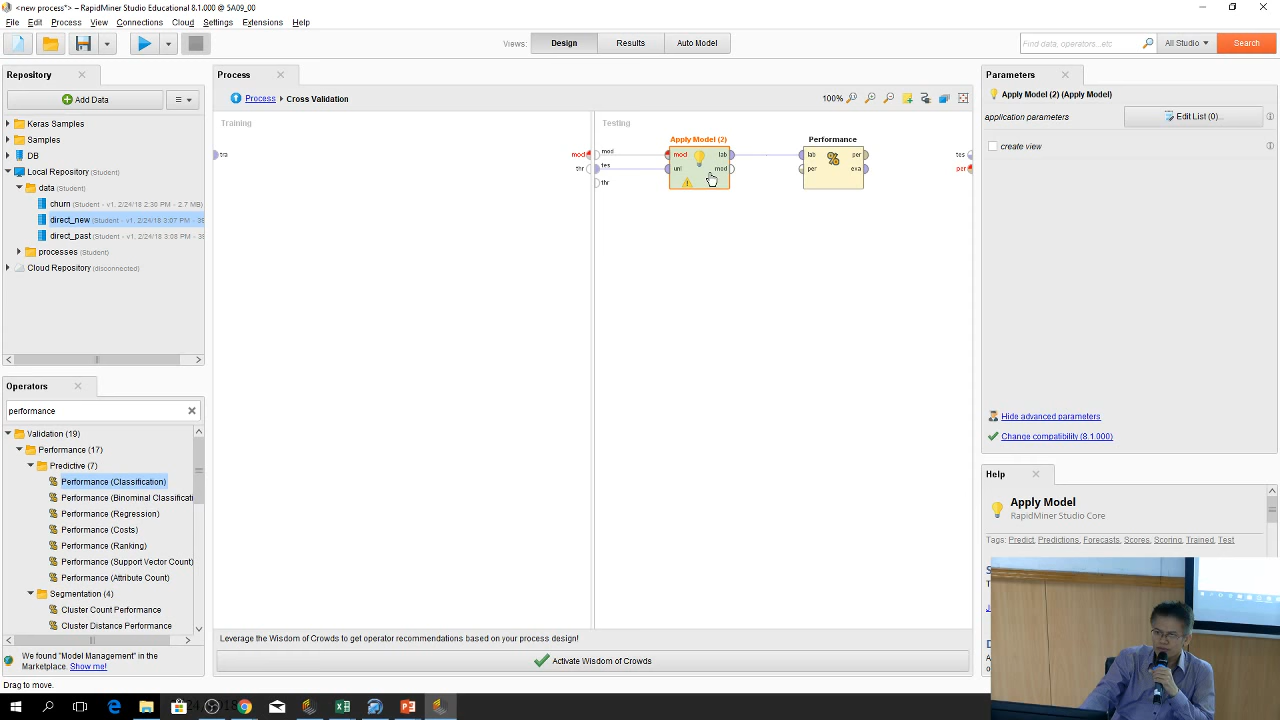 <new process*> – RapidMiner Studio Educational 8.1.000 @ SA09_00
File Edit Process View Connections Cloud Settings Extensions Help
Views: Design Results Auto Model
Find data, operators...etc All Studio Search
Repository
Add Data
Keras Samples
Samples
DB
Local Repository (Student)
data (Student)
churn (Student - v1, 2/24/18 2:30 PM - 2.7 MB)
direct_new (Student - v1, 2/24/18 3:07 PM - 38
direct_past (Student - v1, 2/24/18 3:08 PM - 39
processes (Student)
Cloud Repository (disconnected)
Operators
performance
Validation (19)
Performance (17)
Predictive (7)
Performance (Classification)
Performance (Binominal Classificati
Performance (Regression)
Performance (Costs)
Performance (Ranking)
Performance (Support Vector Count)
Performance (Attribute Count)
Segmentation (4)
Cluster Count Performance
Cluster Distance Performance
We found "Model Management" in the
Marketplace. Show me!
Drag to move.
Process
Process Cross Validation
100%
Training
Testing
tra
mod
thr
mod
tes
thr
Apply Model (2)
mod lab
unl mod
Performance
lab per
per exa
tes
per
Leverage the Wisdom of Crowds to get operator recommendations based on your process design!
Activate Wisdom of Crowds
Parameters
Apply Model (2) (Apply Model)
application parameters Edit List (0)...
create view
Hide advanced parameters
Change compatibility (8.1.000)
Help
Apply Model
RapidMiner Studio Core
Tags: Predict, Predictions, Forecasts, Scores, Scoring, Trained, Test